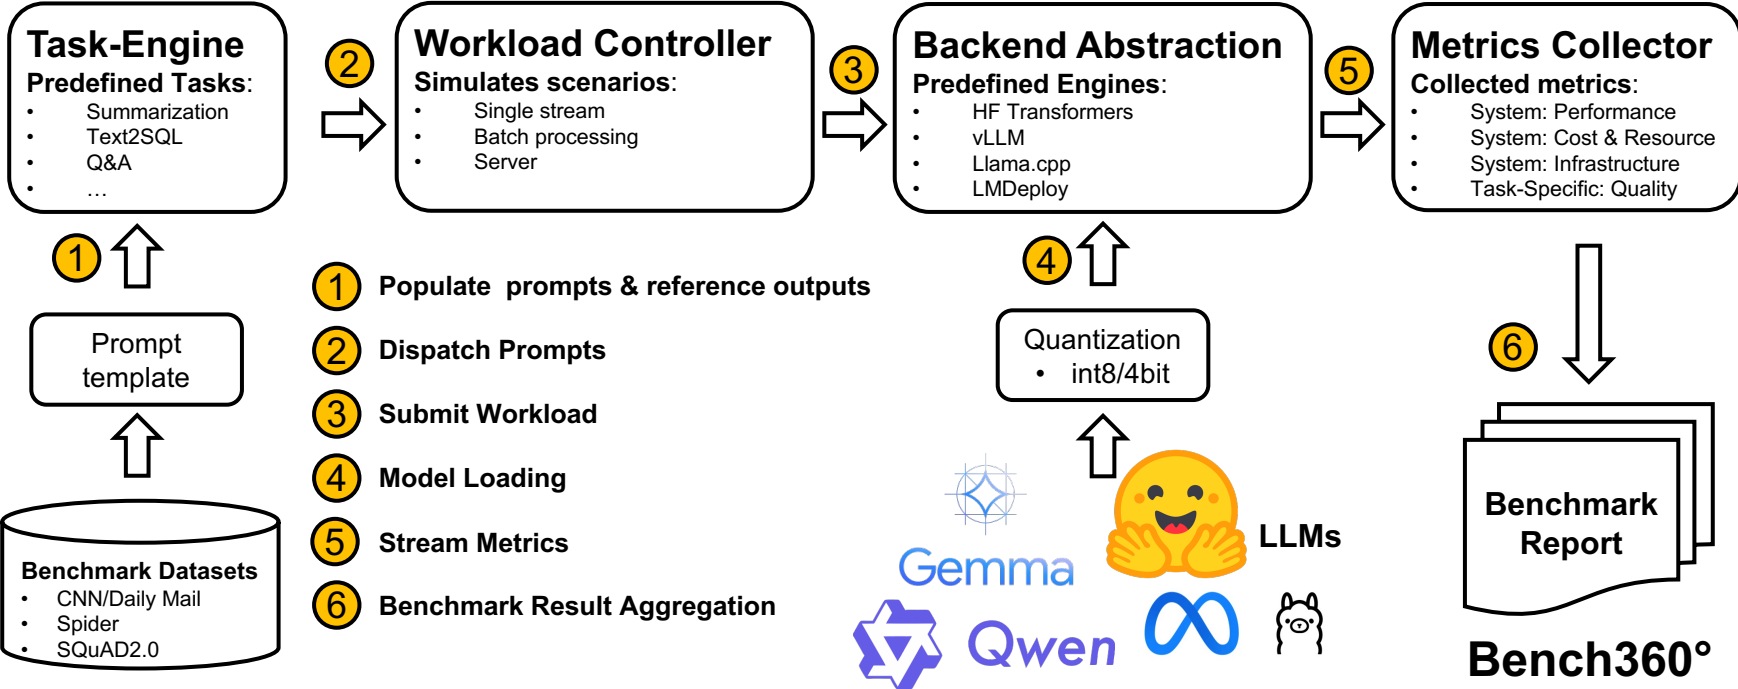 Task-Engine
Predefined Tasks:
• Summarization
• Text2SQL
• Q&A
• …
2
Workload Controller
Simulates scenarios:
• Single stream
• Batch processing
• Server
3
Backend Abstraction
Predefined Engines:
• HF Transformers
• vLLM
• Llama.cpp
• LMDeploy
5
Metrics Collector
Collected metrics:
• System: Performance
• System: Cost & Resource
• System: Infrastructure
• Task-Specific: Quality
1
Prompt
template
Benchmark Datasets
• CNN/Daily Mail
• Spider
• SQuAD2.0
1 Populate prompts & reference outputs
2 Dispatch Prompts
3 Submit Workload
4 Model Loading
5 Stream Metrics
6 Benchmark Result Aggregation
4
Quantization
• int8/4bit
Gemma
LLMs
Qwen
6
Benchmark
Report
Bench360°